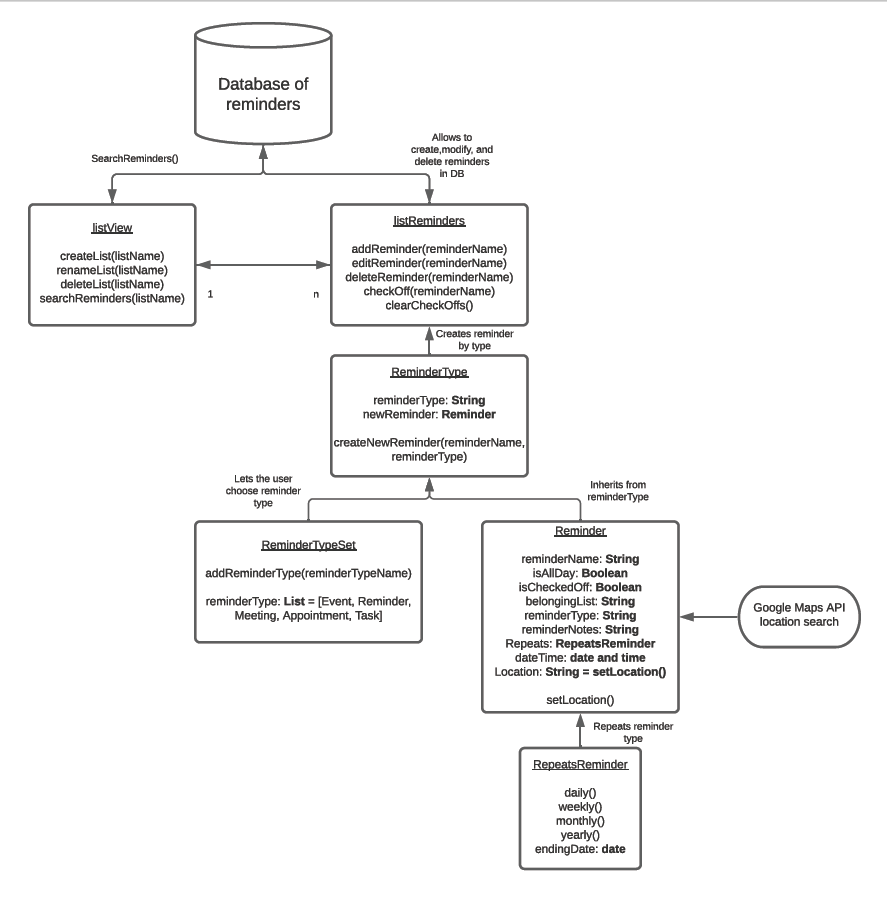 Database of
reminders
SearchReminders()
Allows to
create,modify, and
delete reminders
in DB
listView
createList(listName)
renameList(listName)
deleteList(listName)
searchReminders(listName)
1
n
listReminders
addReminder(reminderName)
editReminder(reminderName)
deleteReminder(reminderName)
checkOff(reminderName)
clearCheckOffs()
Creates reminder
by type
ReminderType
reminderType: String
newReminder: Reminder
createNewReminder(reminderName,
reminderType)
Lets the user
choose reminder
type
Inherits from
reminderType
ReminderTypeSet
addReminderType(reminderTypeName)
reminderType: List = [Event, Reminder,
Meeting, Appointment, Task]
Reminder
reminderName: String
isAllDay: Boolean
isCheckedOff: Boolean
belongingList: String
reminderType: String
reminderNotes: String
Repeats: RepeatsReminder
dateTime: date and time
Location: String = setLocation()
setLocation()
Google Maps API
location search
Repeats reminder
type
RepeatsReminder
daily()
weekly()
monthly()
yearly()
endingDate: date